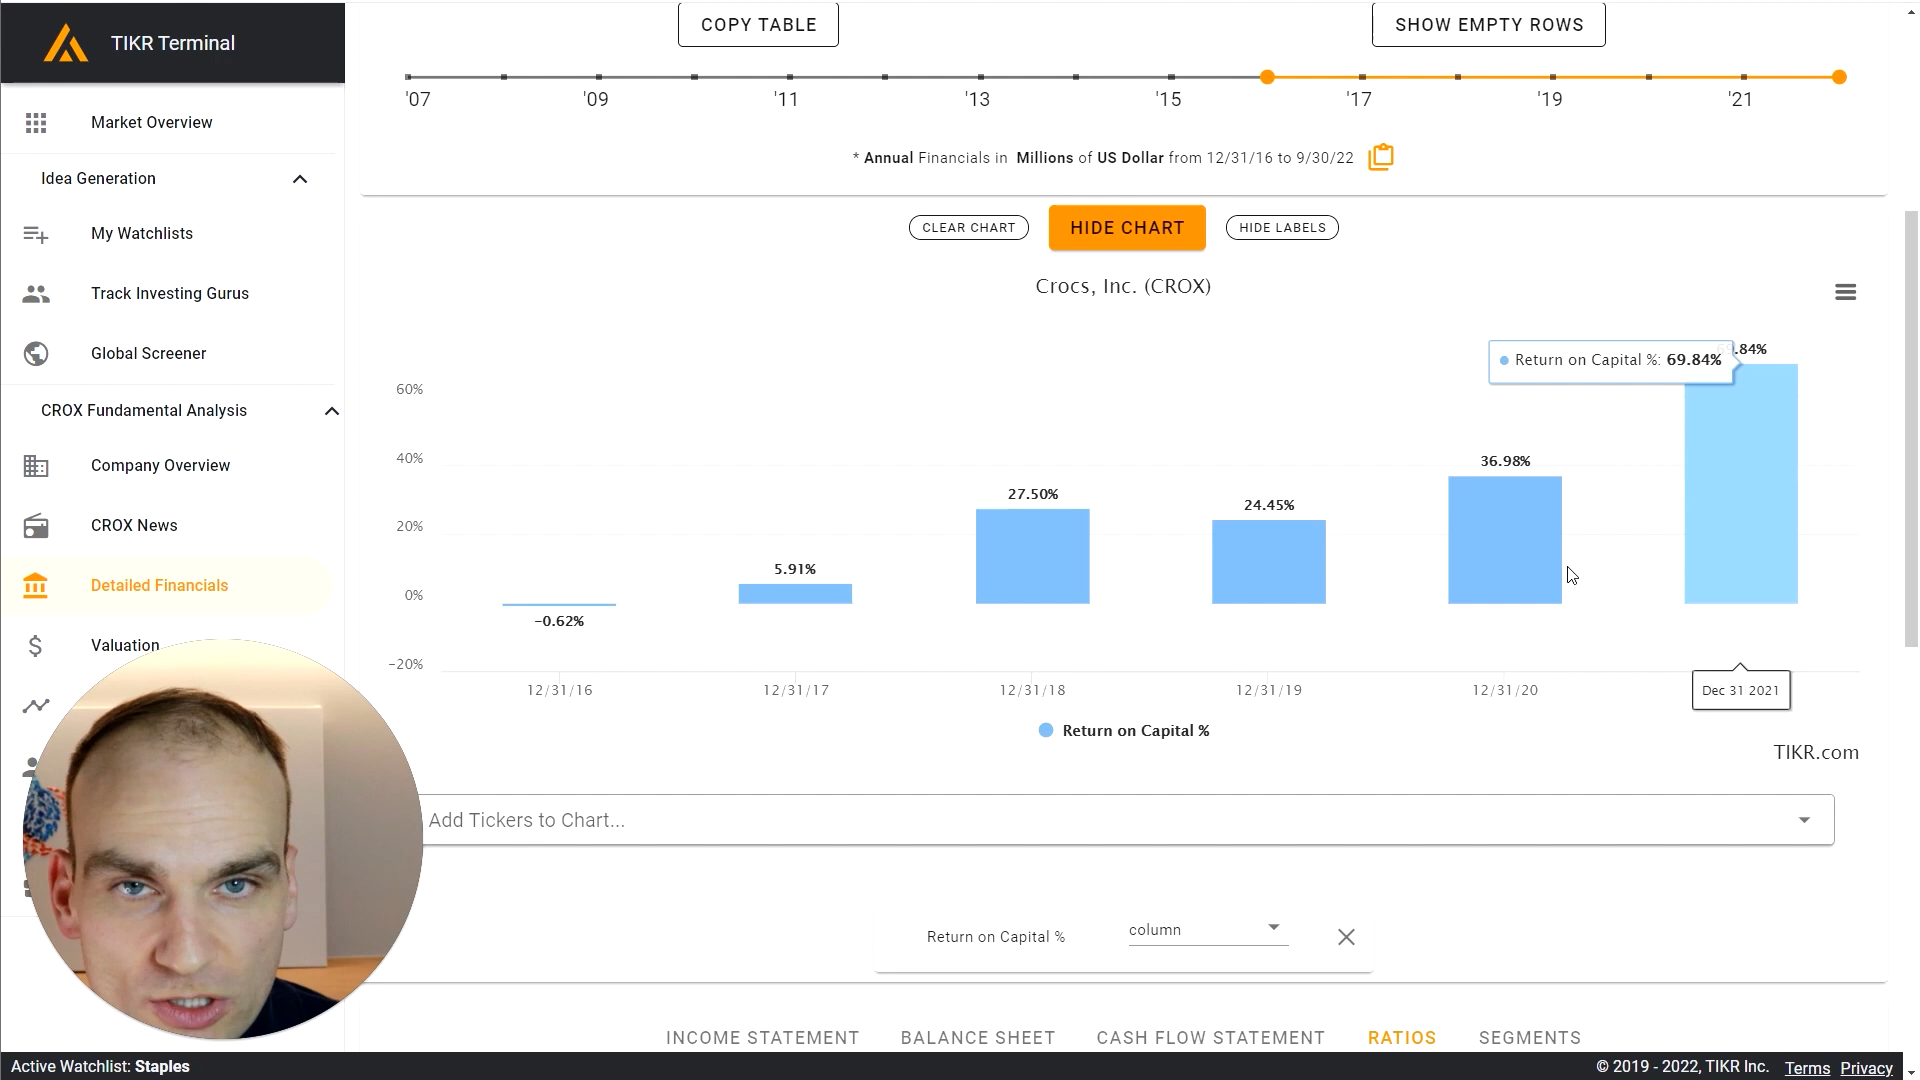 TIKR Terminal
COPY TABLE
SHOW EMPTY ROWS
'07 '09 '11 '13 '15 '17 '19 '21
* Annual Financials in Millions of US Dollar from 12/31/16 to 9/30/22
Market Overview
Idea Generation
My Watchlists
Track Investing Gurus
Global Screener
CROX Fundamental Analysis
Company Overview
CROX News
Detailed Financials
Valuation
CLEAR CHART
HIDE CHART
HIDE LABELS
Crocs, Inc. (CROX)
Return on Capital %: 69.84%
.84%
60%
40%
20%
0%
-20%
-0.62%
5.91%
27.50%
24.45%
36.98%
12/31/16 12/31/17 12/31/18 12/31/19 12/31/20
Dec 31 2021
Return on Capital %
TIKR.com
Add Tickers to Chart...
Return on Capital %
column
INCOME STATEMENT BALANCE SHEET CASH FLOW STATEMENT RATIOS SEGMENTS
Active Watchlist: Staples
© 2019 - 2022, TIKR Inc. Terms Privacy